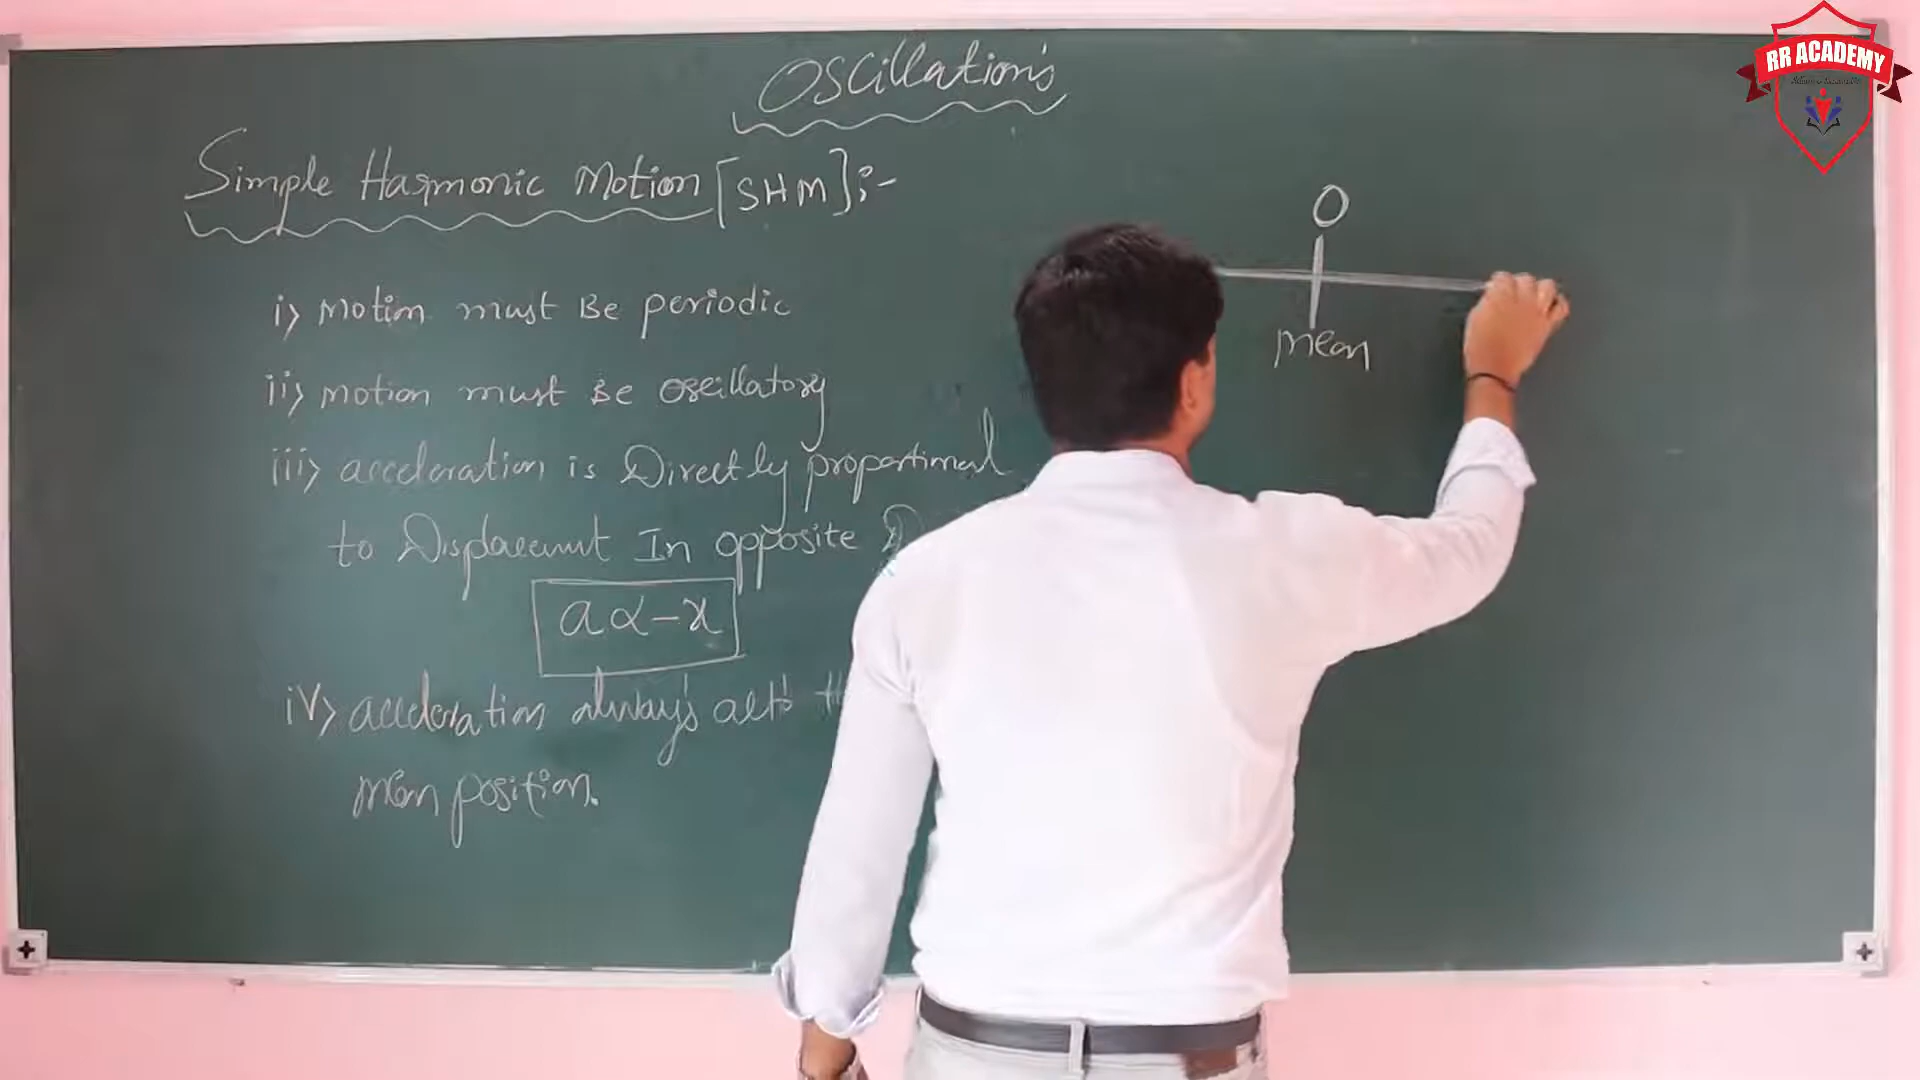 Oscillation's
Simple Harmonic Motion [SHM]:-
i) Motion must Be periodic
ii) motion must Be oscillatory
iii) acceleration is Directly proportional
to Displacement In opposite
a α - x
iv) acceleration always acts
mean position.
O
mean
RR ACADEMY